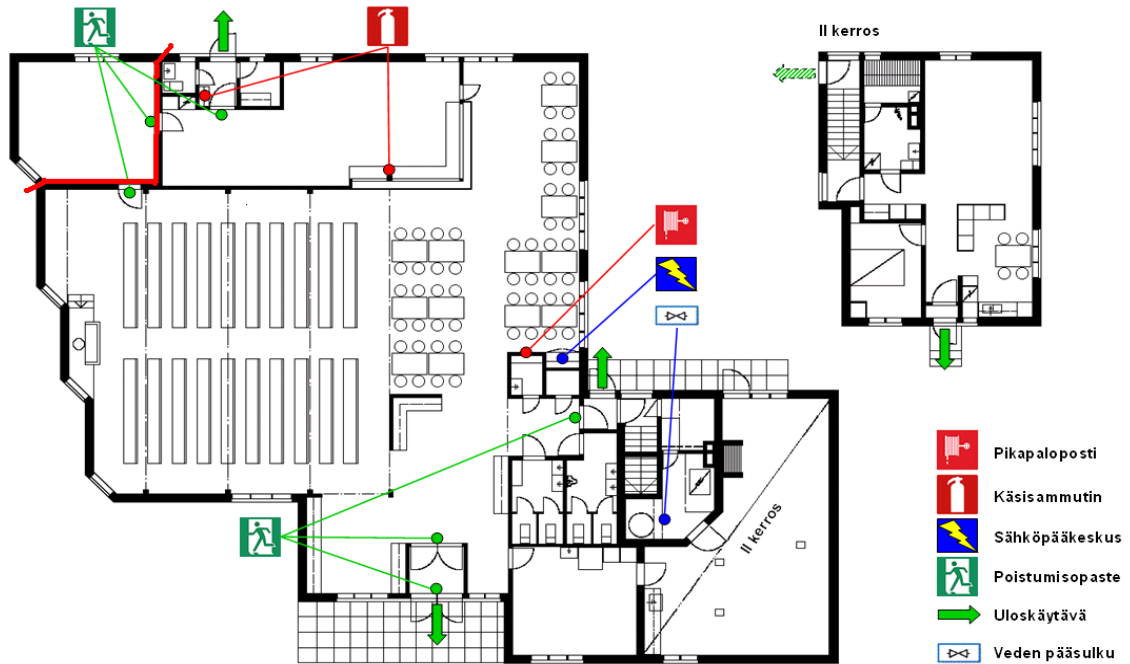 II kerros
II kerros
Pikapaloposti
Käsisammutin
Sähköpääkeskus
Poistumisopaste
Uloskäytävä
Veden pääsulku